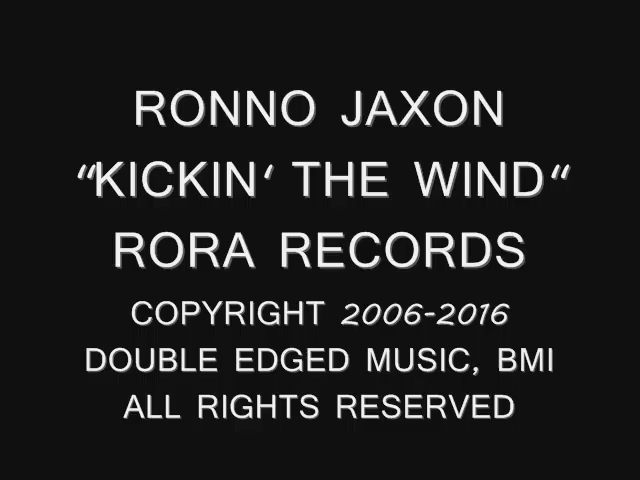 RONNO JAXON
“KICKIN’ THE WIND“
RORA RECORDS
COPYRIGHT 2006-2016
DOUBLE EDGED MUSIC, BMI
ALL RIGHTS RESERVED